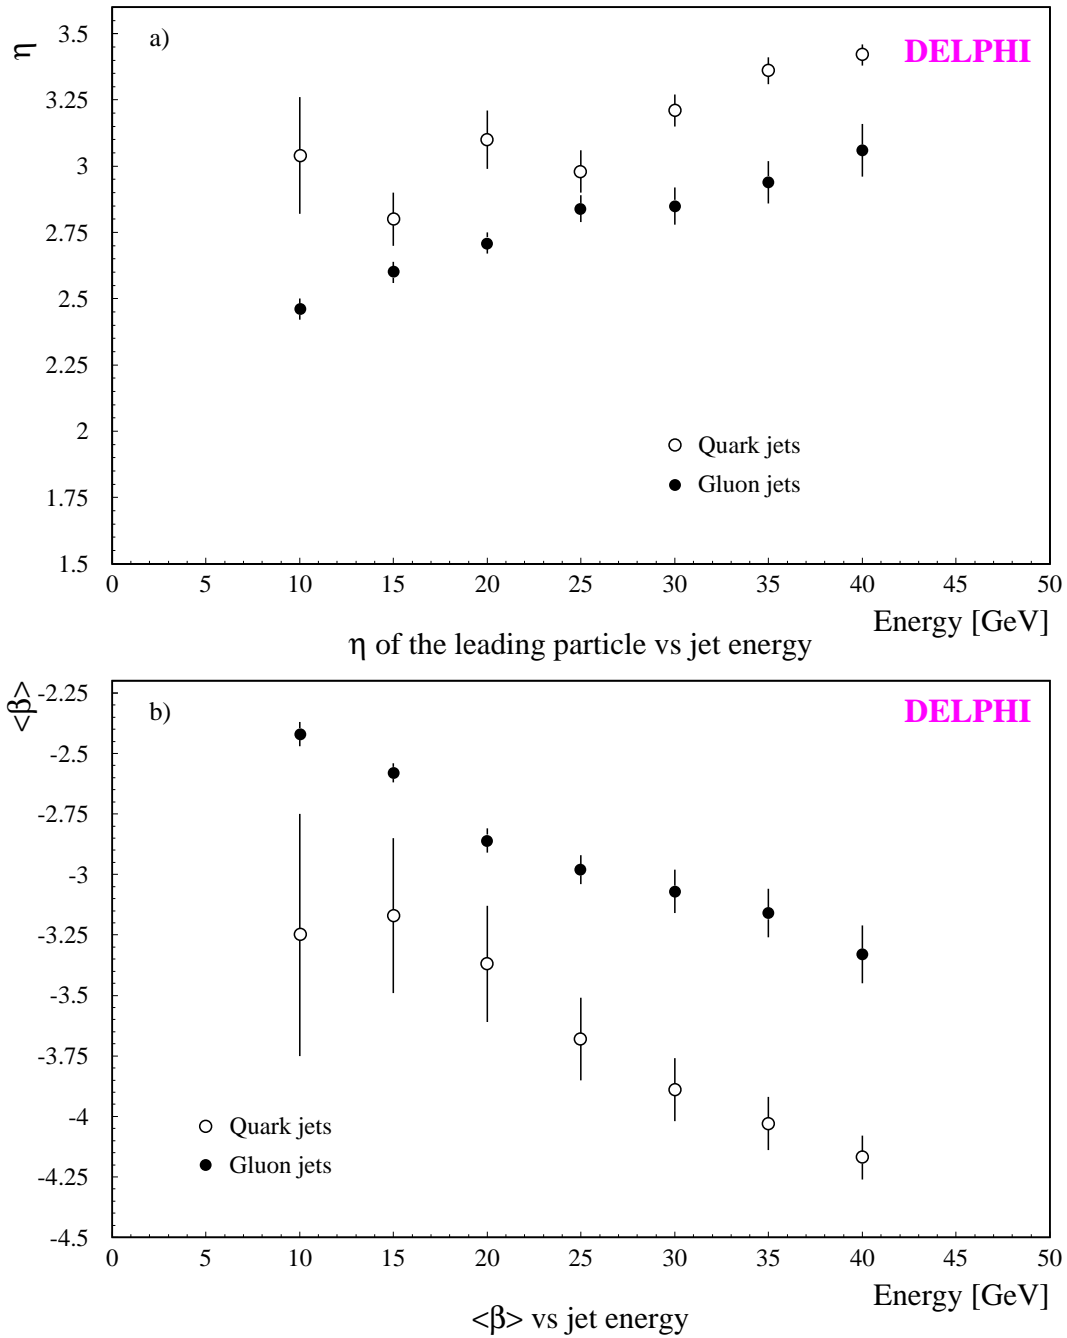 η
a)
DELPHI
3.5
3.25
3
2.75
2.5
2.25
2
1.75
1.5
Quark jets
Gluon jets
0 5 10 15 20 25 30 35 40 45 50
Energy [GeV]
η of the leading particle vs jet energy
<β>
b)
DELPHI
-2.25
-2.5
-2.75
-3
-3.25
-3.5
-3.75
-4
-4.25
-4.5
Quark jets
Gluon jets
0 5 10 15 20 25 30 35 40 45 50
Energy [GeV]
<β> vs jet energy